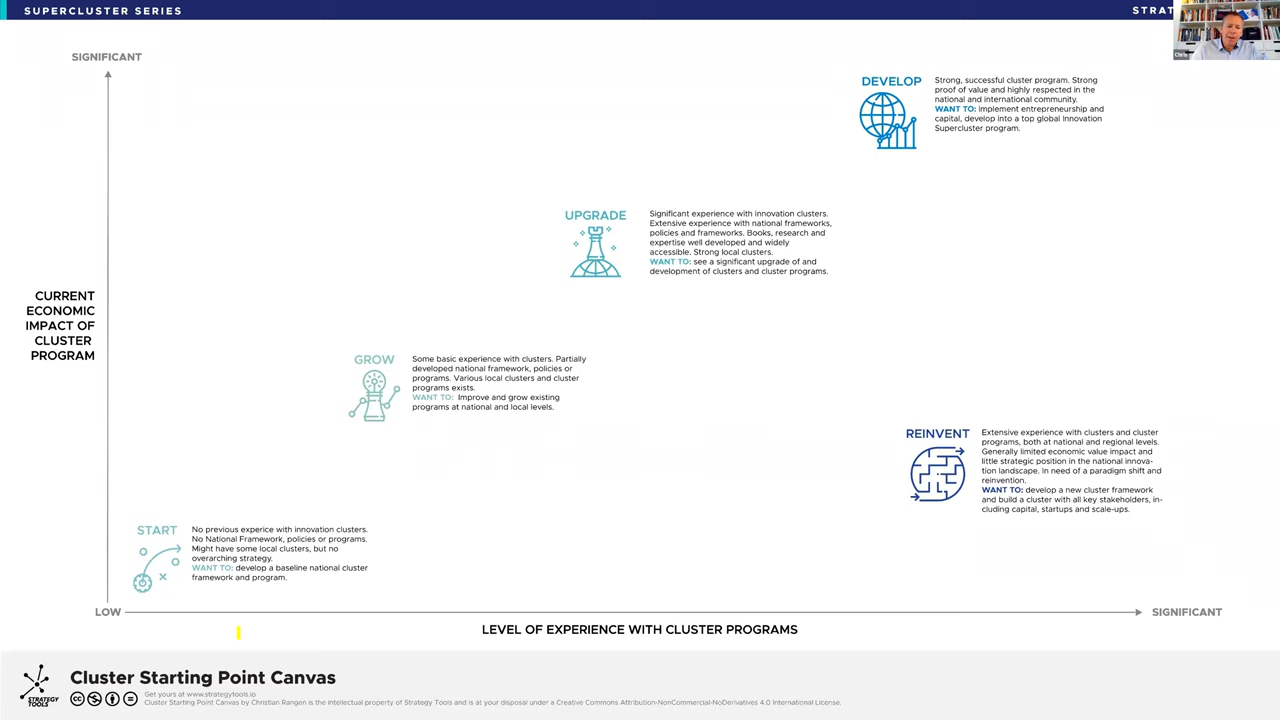 SUPERCLUSTER SERIES
STRAT
Chris
SIGNIFICANT
DEVELOP
Strong, successful cluster program. Strong
proof of value and highly respected in the
national and international community.
WANT TO: implement entrepreneurship and
capital, develop into a top global Innovation
Supercluster program.
UPGRADE
Significant experience with innovation clusters.
Extensive experience with national frameworks,
policies and frameworks. Books, research and
expertise well developed and widely
accessible. Strong local clusters.
WANT TO: see a significant upgrade of and
development of clusters and cluster programs.
CURRENT
ECONOMIC
IMPACT OF
CLUSTER
PROGRAM
GROW
Some basic experience with clusters. Partially
developed national framework, policies or
programs. Various local clusters and cluster
programs exists.
WANT TO: Improve and grow existing
programs at national and local levels.
REINVENT
Extensive experience with clusters and cluster
programs, both at national and regional levels.
Generally limited economic value impact and
little strategic position in the national innova-
tion landscape. In need of a paradigm shift and
reinvention.
WANT TO: develop a new cluster framework
and build a cluster with all key stakeholders, in-
cluding capital, startups and scale-ups.
START
No previous experice with innovation clusters.
No National Framework, policies or programs.
Might have some local clusters, but no
overarching strategy.
WANT TO: develop a baseline national cluster
framework and program.
LOW
SIGNIFICANT
LEVEL OF EXPERIENCE WITH CLUSTER PROGRAMS
STRATEGY
TOOLS
Cluster Starting Point Canvas
cc
Get yours at www.strategytools.io
Cluster Starting Point Canvas by Christian Rangen is the intellectual property of Strategy Tools and is at your disposal under a Creative Commons Attribution-NonCommercial-NoDerivatives 4.0 International License.